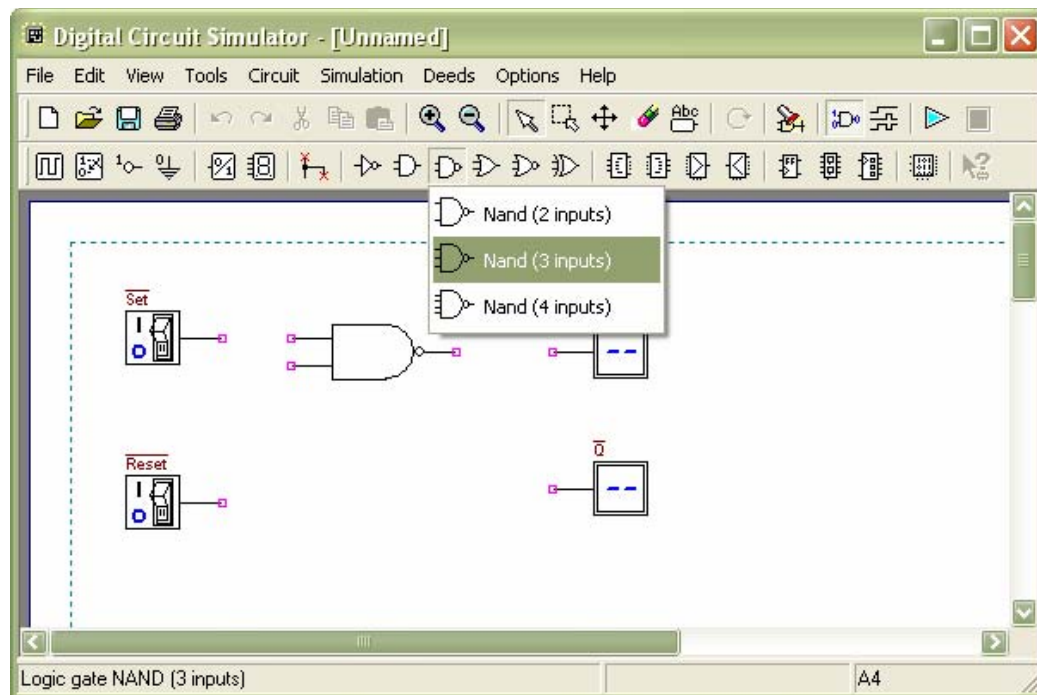 Digital Circuit Simulator - [Unnamed]
File Edit View Tools Circuit Simulation Deeds Options Help
Abc
Nand (2 inputs)
Nand (3 inputs)
Nand (4 inputs)
Set
Reset
Q
Logic gate NAND (3 inputs) A4